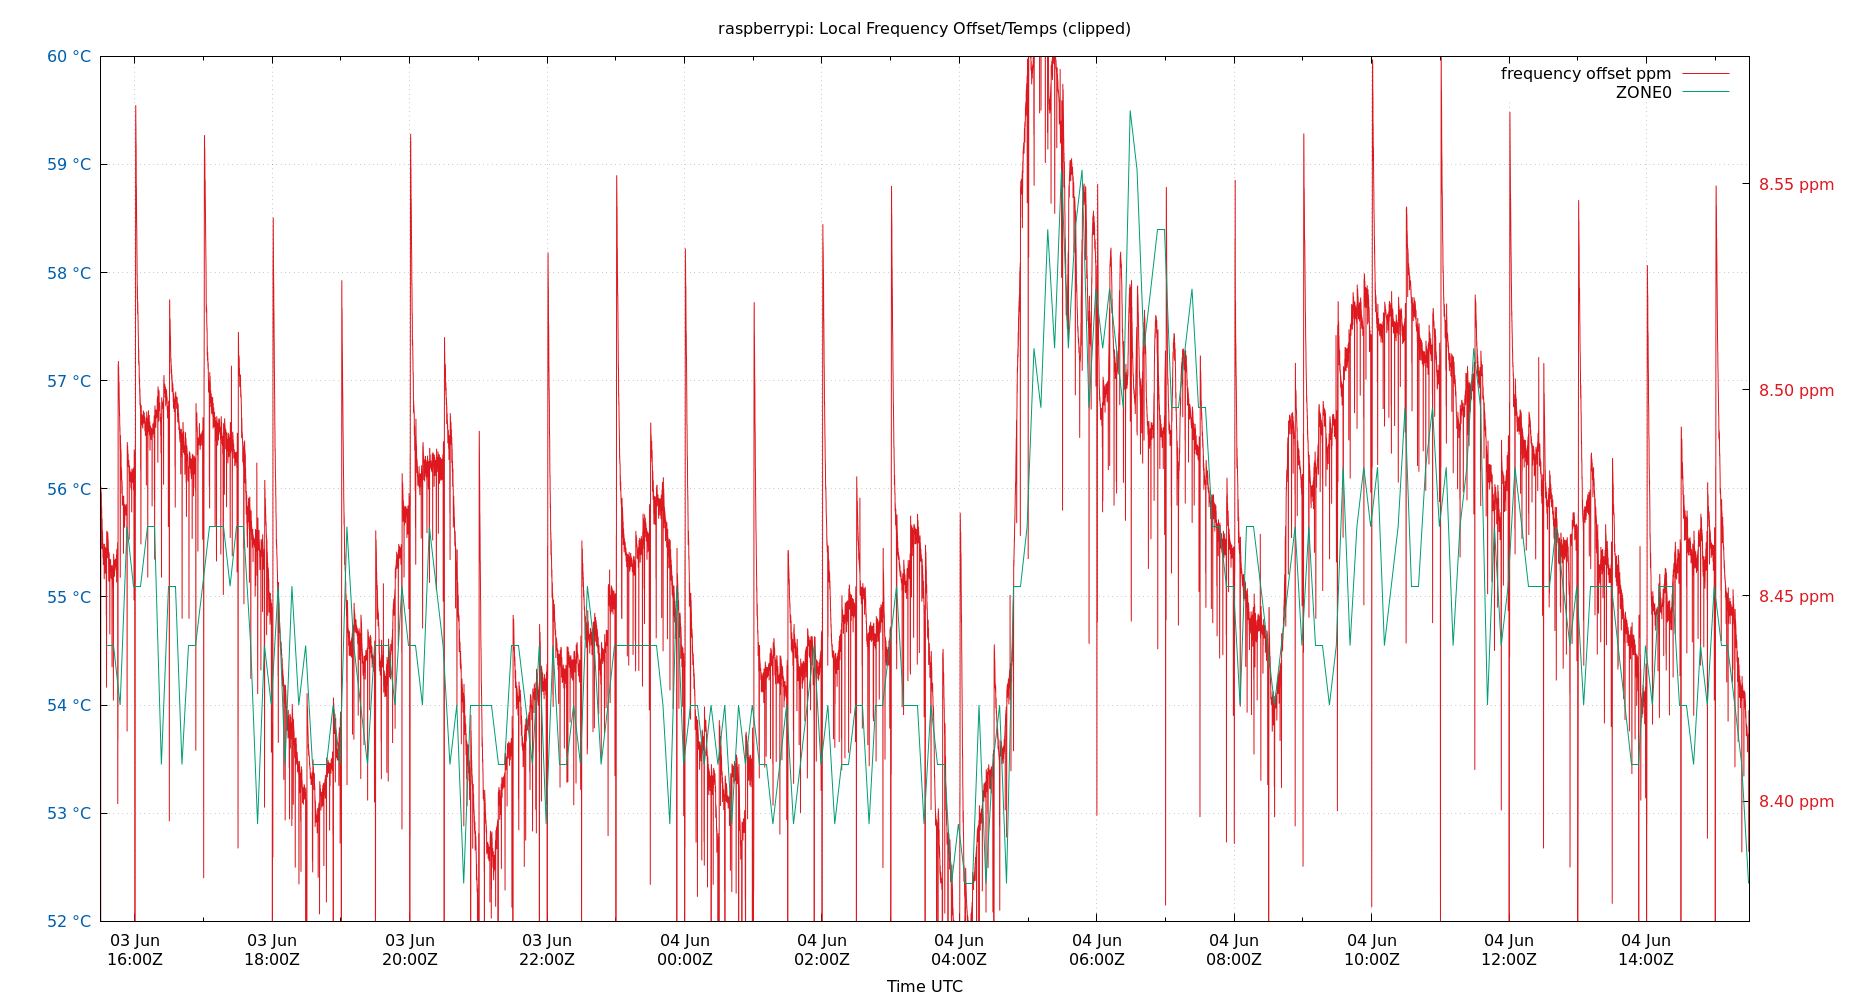 raspberrypi: Local Frequency Offset/Temps (clipped)
frequency offset ppm
ZONE0
60 °C
59 °C
58 °C
57 °C
56 °C
55 °C
54 °C
53 °C
52 °C
8.55 ppm
8.50 ppm
8.45 ppm
8.40 ppm
03 Jun 03 Jun 03 Jun 03 Jun 04 Jun 04 Jun 04 Jun 04 Jun 04 Jun 04 Jun 04 Jun 04 Jun
16:00Z 18:00Z 20:00Z 22:00Z 00:00Z 02:00Z 04:00Z 06:00Z 08:00Z 10:00Z 12:00Z 14:00Z
Time UTC